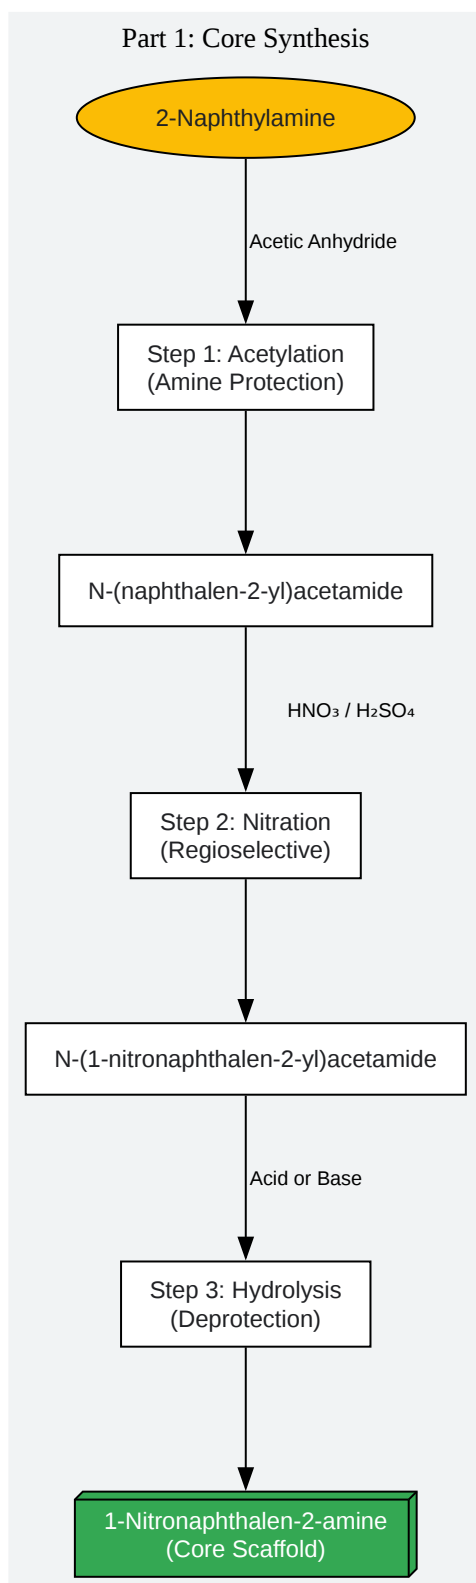 Part 1: Core Synthesis
2-Naphthylamine
Acetic Anhydride
Step 1: Acetylation
(Amine Protection)
N-(naphthalen-2-yl)acetamide
HNO₃ / H₂SO₄
Step 2: Nitration
(Regioselective)
N-(1-nitronaphthalen-2-yl)acetamide
Acid or Base
Step 3: Hydrolysis
(Deprotection)
1-Nitronaphthalen-2-amine
(Core Scaffold)